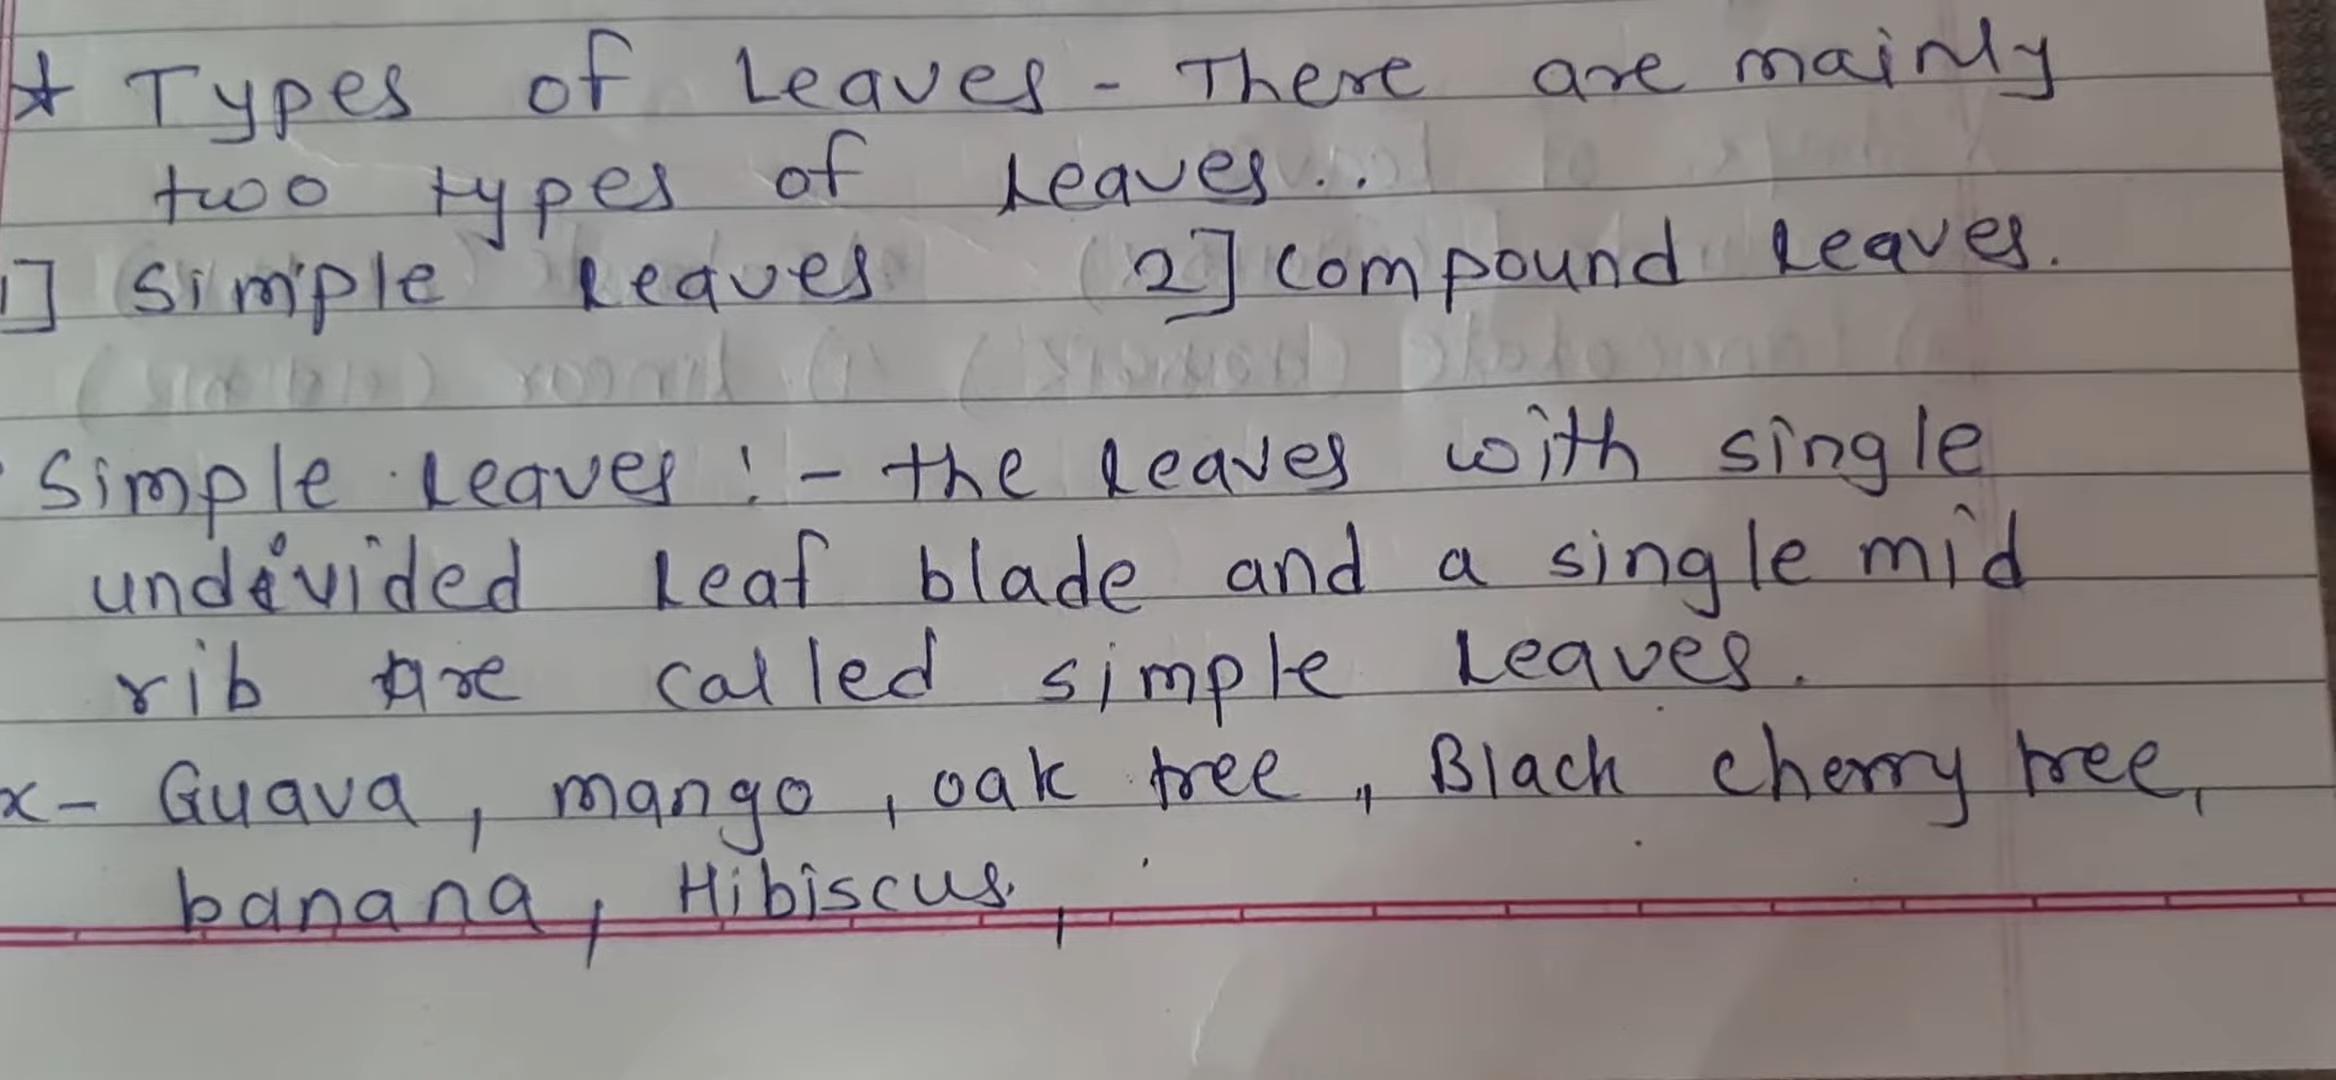 * Types of Leaves - There are mainly
two types of Leaves...
1] Simple Leaves 2] Compound Leaves.
Simple Leaves :- the Leaves with single
undivided Leaf blade and a single mid
rib are called simple Leaves.
x- Guava, mango, oak tree, Black cherry tree,
banana, Hibiscus,